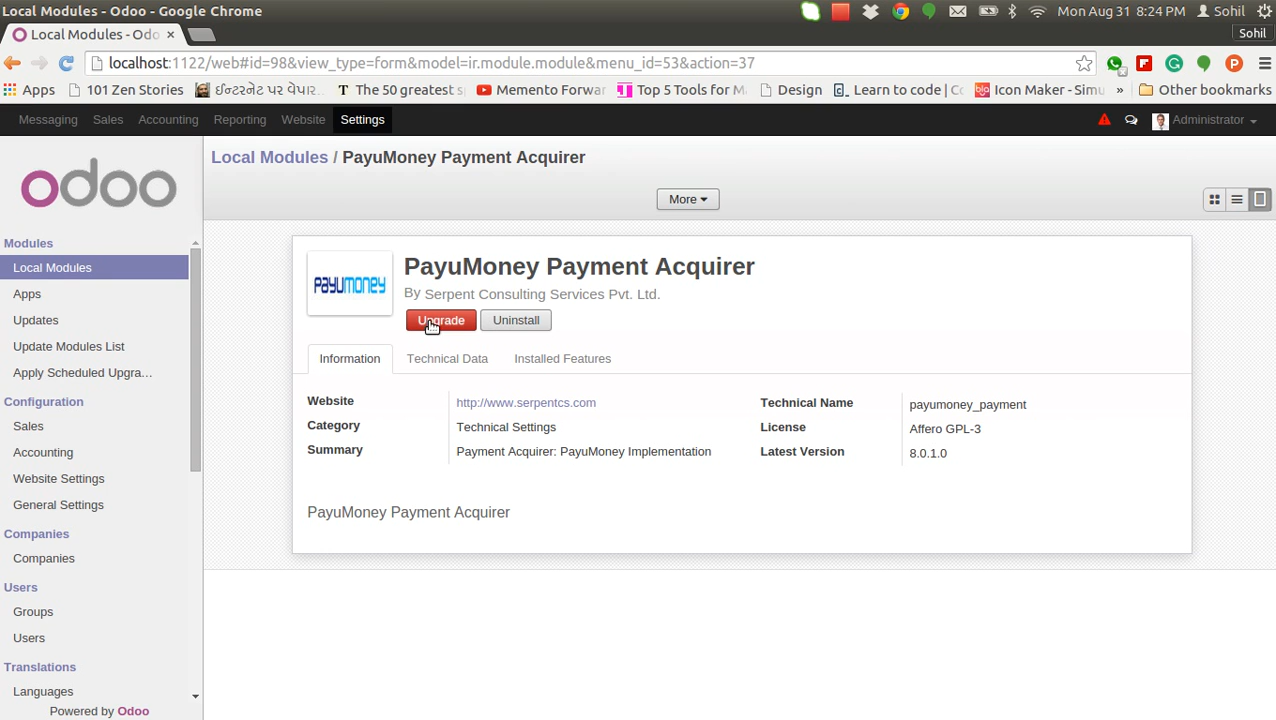 Local Modules - Odoo - Google Chrome
Mon Aug 31 8:24 PM Sohil
Local Modules - Odo
Sohil
localhost:1122/web#id=98&view_type=form&model=ir.module.module&menu_id=53&action=37
Apps 101 Zen Stories ઈન્ટરનેટ પર વેપાર... The 50 greatest s Memento Forwar Top 5 Tools for M Design Learn to code | Co Icon Maker - Simu » Other bookmarks
Messaging Sales Accounting Reporting Website Settings Administrator
Local Modules / PayuMoney Payment Acquirer
odoo
More
Modules
Local Modules
Apps
Updates
Update Modules List
Apply Scheduled Upgra...
Configuration
Sales
Accounting
Website Settings
General Settings
Companies
Companies
Users
Groups
Users
Translations
Languages
Powered by Odoo
payumoney
PayuMoney Payment Acquirer
By Serpent Consulting Services Pvt. Ltd.
Upgrade Uninstall
Information Technical Data Installed Features
Website http://www.serpentcs.com
Category Technical Settings
Summary Payment Acquirer: PayuMoney Implementation
Technical Name payumoney_payment
License Affero GPL-3
Latest Version 8.0.1.0
PayuMoney Payment Acquirer